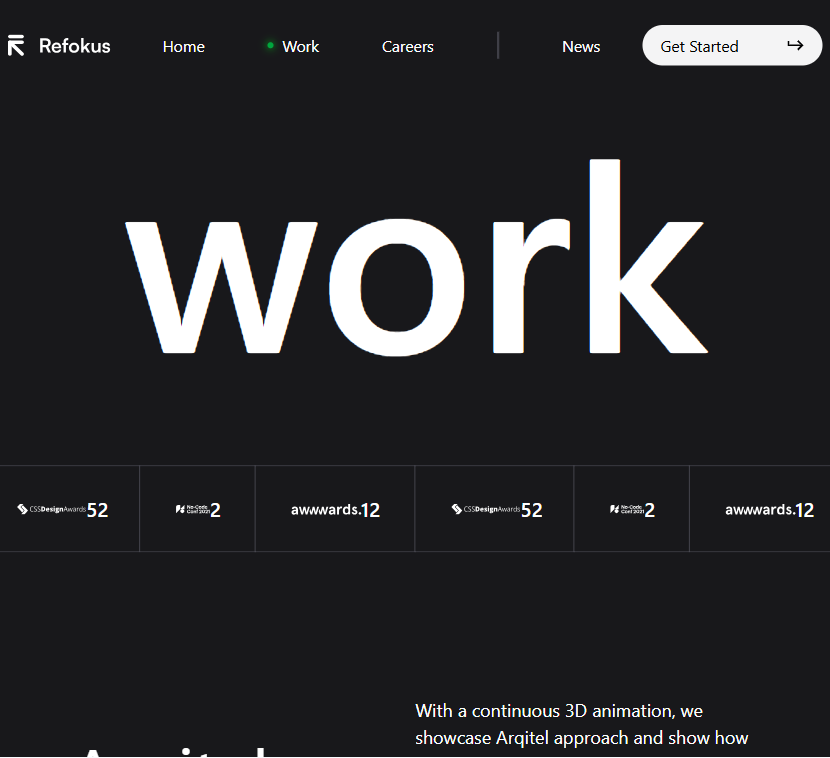 Refokus
Home
Work
Careers
News
Get Started
work
CSSDesignAwards 52
No-Code
Conf 2021 2
awwwards.12
CSSDesignAwards 52
No-Code
Conf 2021 2
awwwards.12
With a continuous 3D animation, we
showcase Arqitel approach and show how
Arqitel